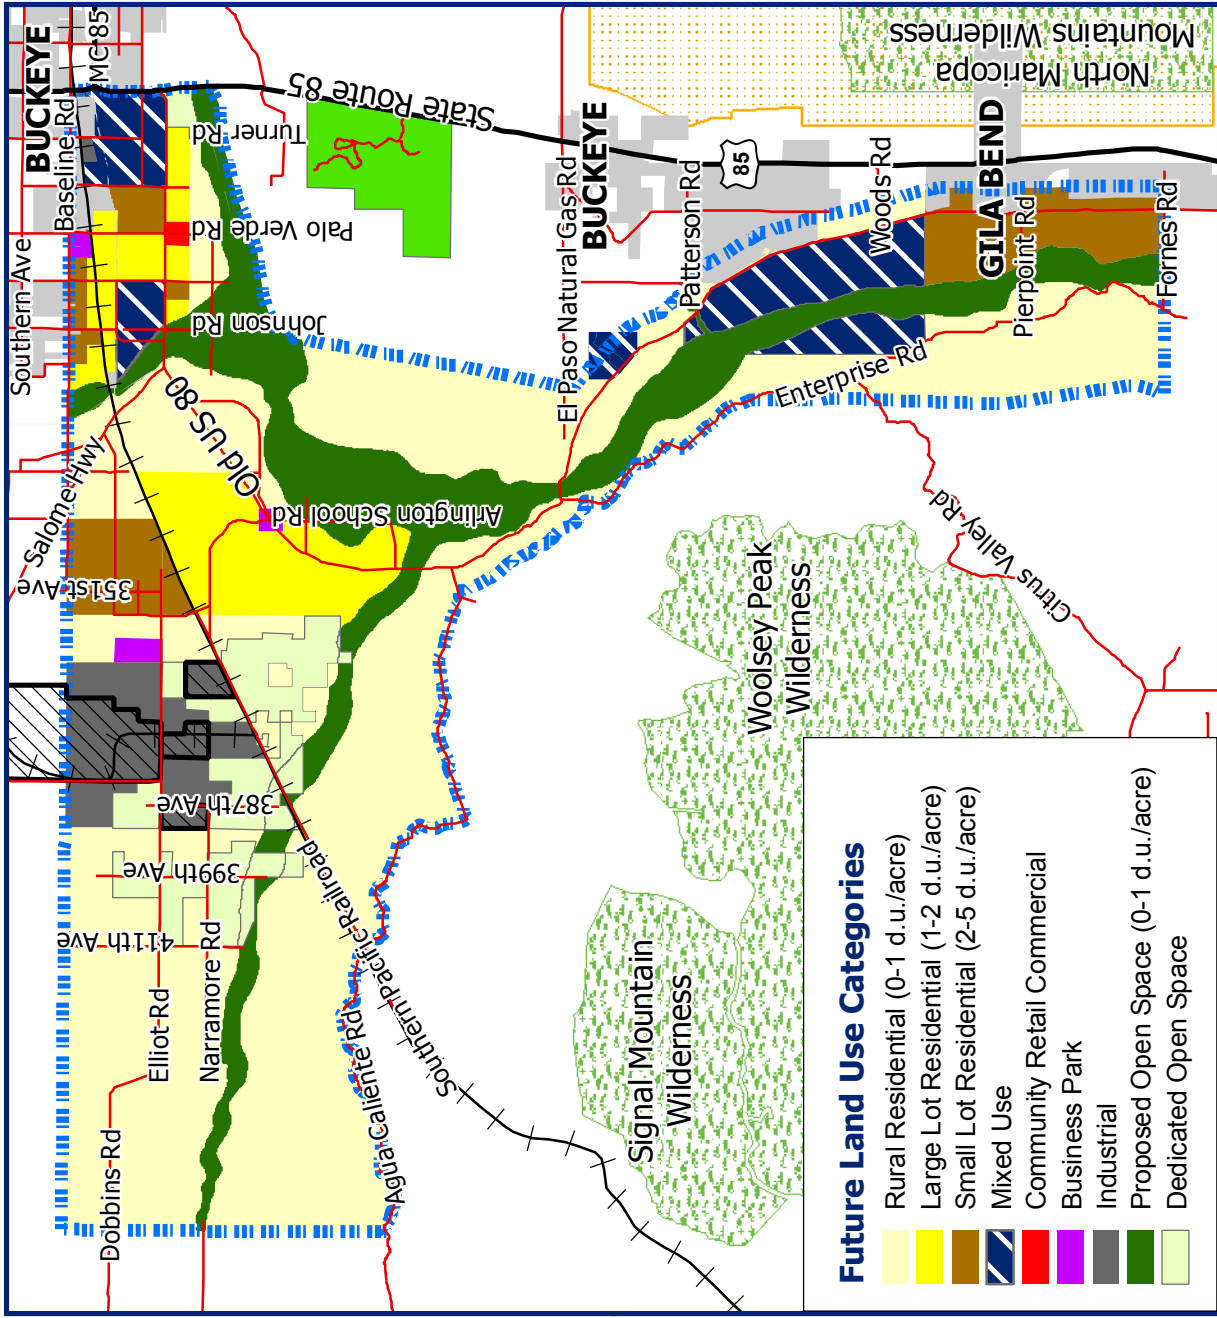 BUCKEYE
MC-85
Baseline Rd
Southern Ave
State Route 85
Turner Rd
Palo Verde Rd
Johnson Rd
Old US 80
Salome Hwy
351st Ave
Arlington School Rd
El Paso Natural Gas Rd
BUCKEYE
Patterson Rd
85
Woods Rd
GILA BEND
Pierpoint Rd
Fornes Rd
North Maricopa
Mountains Wilderness
Enterprise Rd
Citrus Valley Rd
Woolsey Peak
Wilderness
387th Ave
399th Ave
411th Ave
Elliot Rd
Narramore Rd
Dobbins Rd
Agua Caliente Rd
Southern Pacific Railroad
Signal Mountain
Wilderness
Future Land Use Categories
Rural Residential (0-1 d.u./acre)
Large Lot Residential (1-2 d.u./acre)
Small Lot Residential (2-5 d.u./acre)
Mixed Use
Community Retail Commercial
Business Park
Industrial
Proposed Open Space (0-1 d.u./acre)
Dedicated Open Space